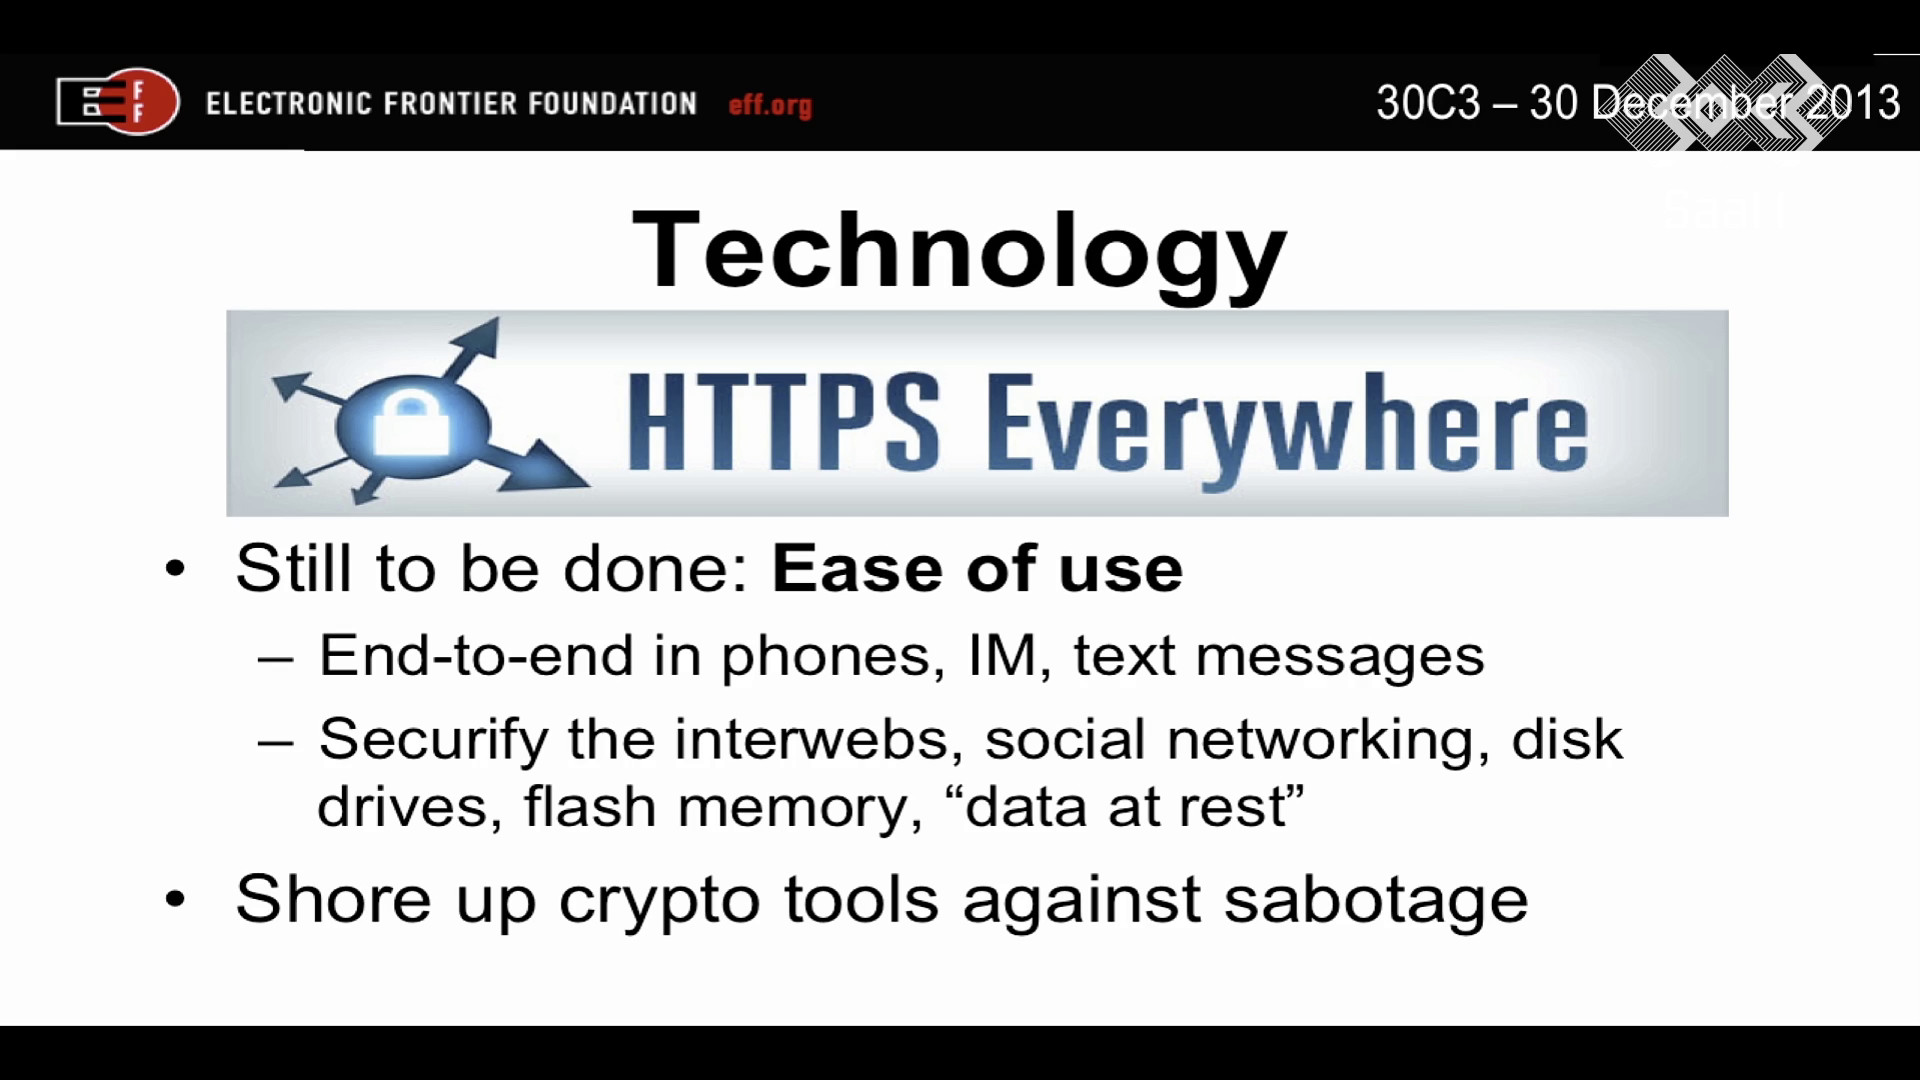 EFF
ELECTRONIC FRONTIER FOUNDATION eff.org
30C3 – 30 December 2013
Saal 1
Technology
HTTPS Everywhere
• Still to be done: Ease of use
– End-to-end in phones, IM, text messages
– Securify the interwebs, social networking, disk
drives, flash memory, “data at rest”
• Shore up crypto tools against sabotage